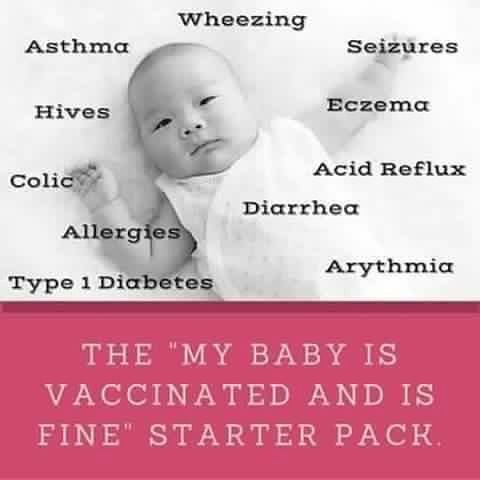 Wheezing
Asthma
Seizures
Hives
Eczema
Acid Reflux
Colic
Diarrhea
Allergies
Arythmia
Type 1 Diabetes
THE "MY BABY IS
VACCINATED AND IS
FINE" STARTER PACK.